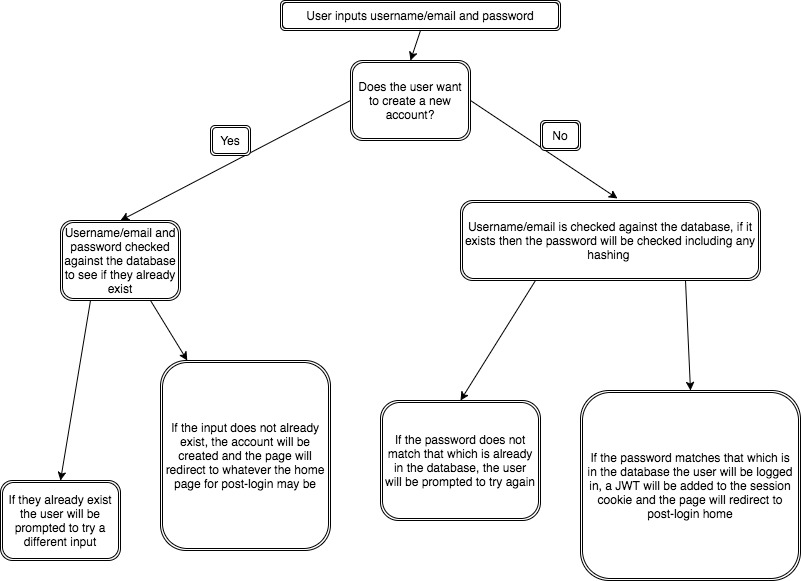 User inputs username/email and password
Does the user want
to create a new
account?
Yes
No
Username/email and
password checked
against the database
to see if they already
exist
Username/email is checked against the database, if it
exists then the password will be checked including any
hashing
If the input does not already
exist, the account will be
created and the page will
redirect to whatever the home
page for post-login may be
If the password does not
match that which is already
in the database, the user
will be prompted to try again
If the password matches that which is
in the database the user will be logged
in, a JWT will be added to the session
cookie and the page will redirect to
post-login home
If they already exist
the user will be
prompted to try a
different input